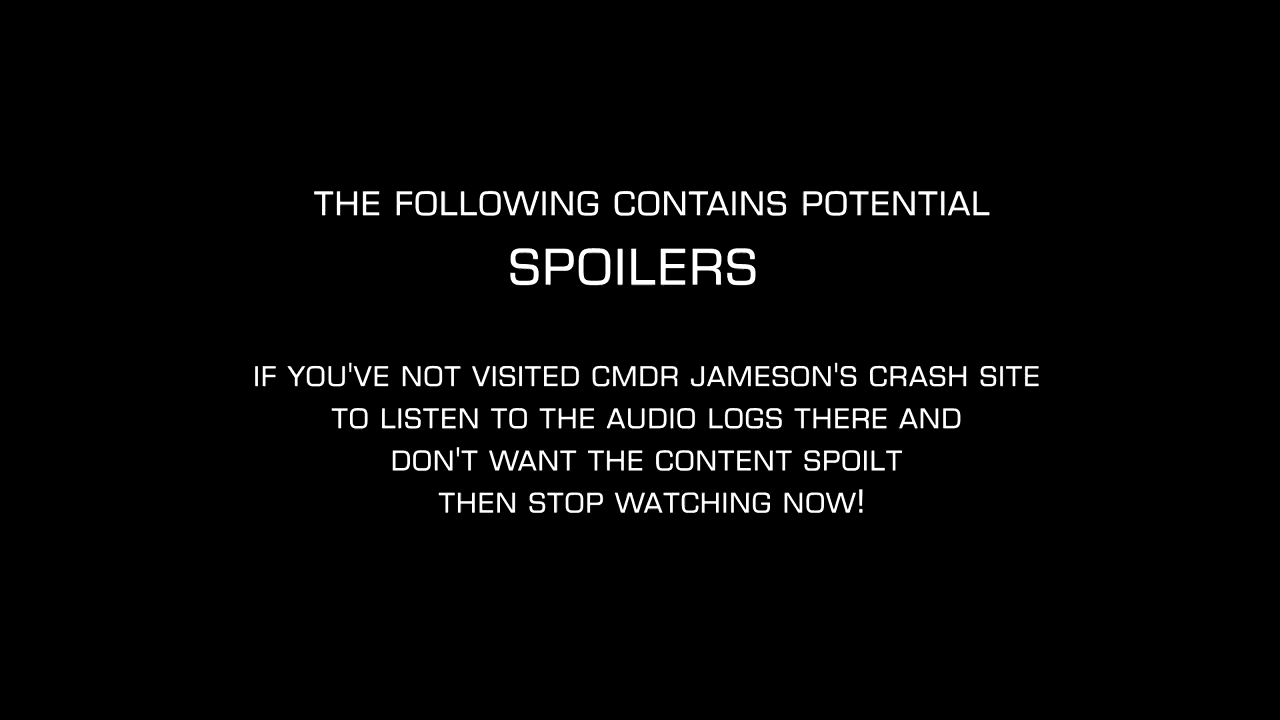 THE FOLLOWING CONTAINS POTENTIAL
SPOILERS
IF YOU'VE NOT VISITED CMDR JAMESON'S CRASH SITE
TO LISTEN TO THE AUDIO LOGS THERE AND
DON'T WANT THE CONTENT SPOILT
THEN STOP WATCHING NOW!